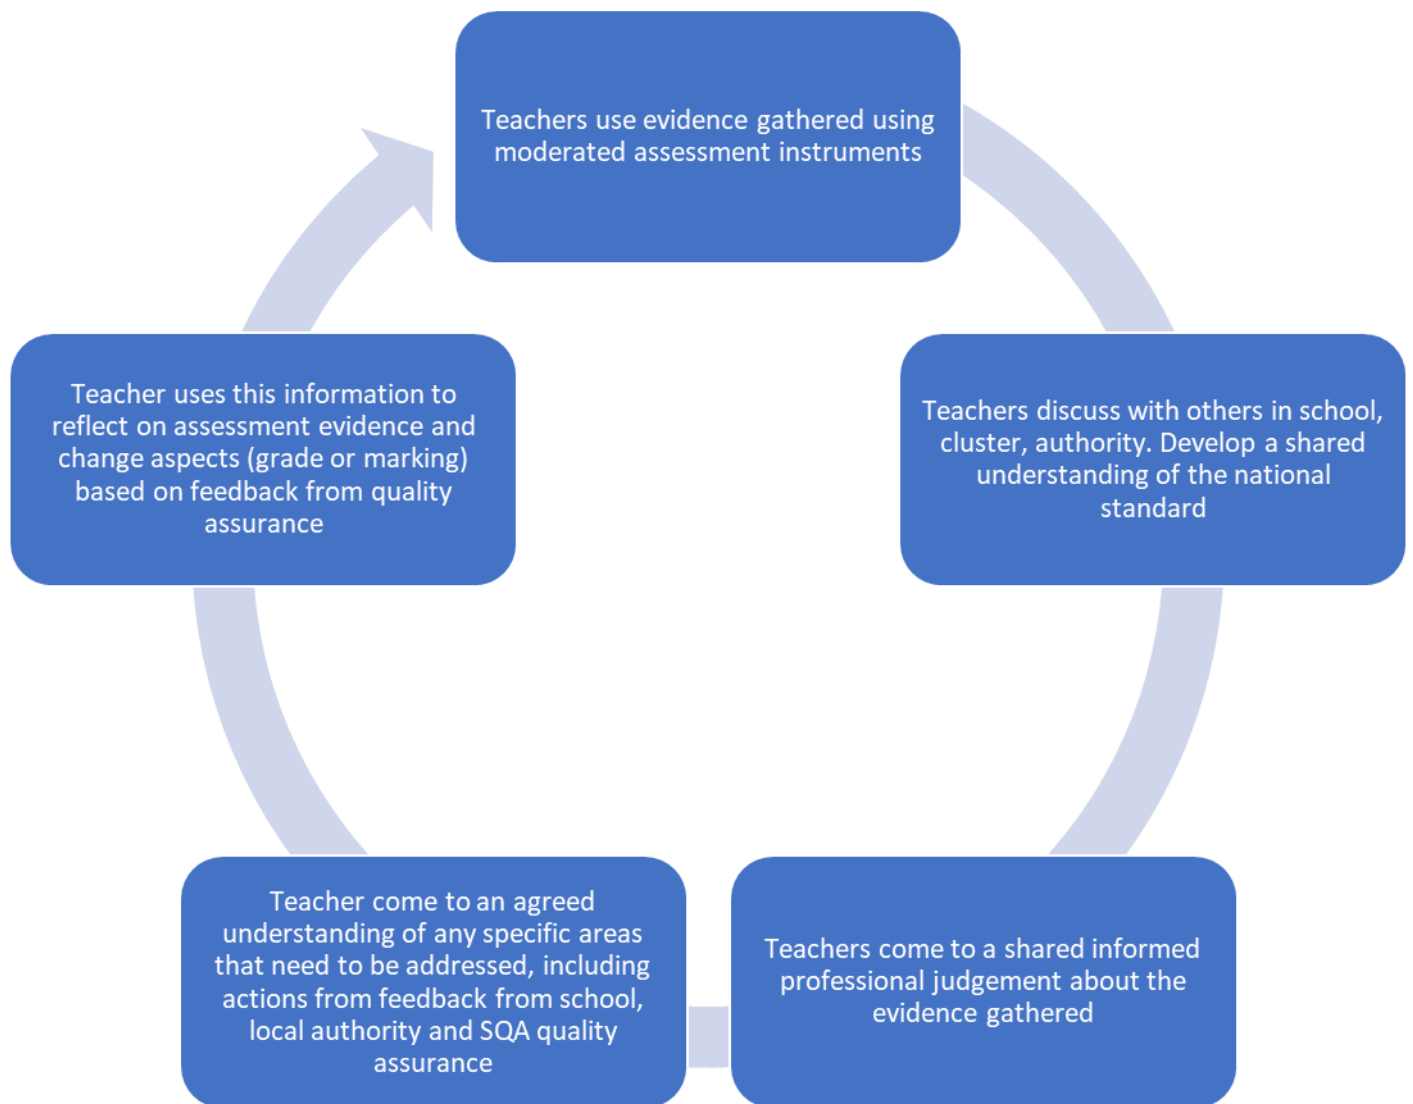 Teachers use evidence gathered using
moderated assessment instruments
Teachers discuss with others in school,
cluster, authority. Develop a shared
understanding of the national
standard
Teachers come to a shared informed
professional judgement about the
evidence gathered
Teacher come to an agreed
understanding of any specific areas
that need to be addressed, including
actions from feedback from school,
local authority and SQA quality
assurance
Teacher uses this information to
reflect on assessment evidence and
change aspects (grade or marking)
based on feedback from quality
assurance